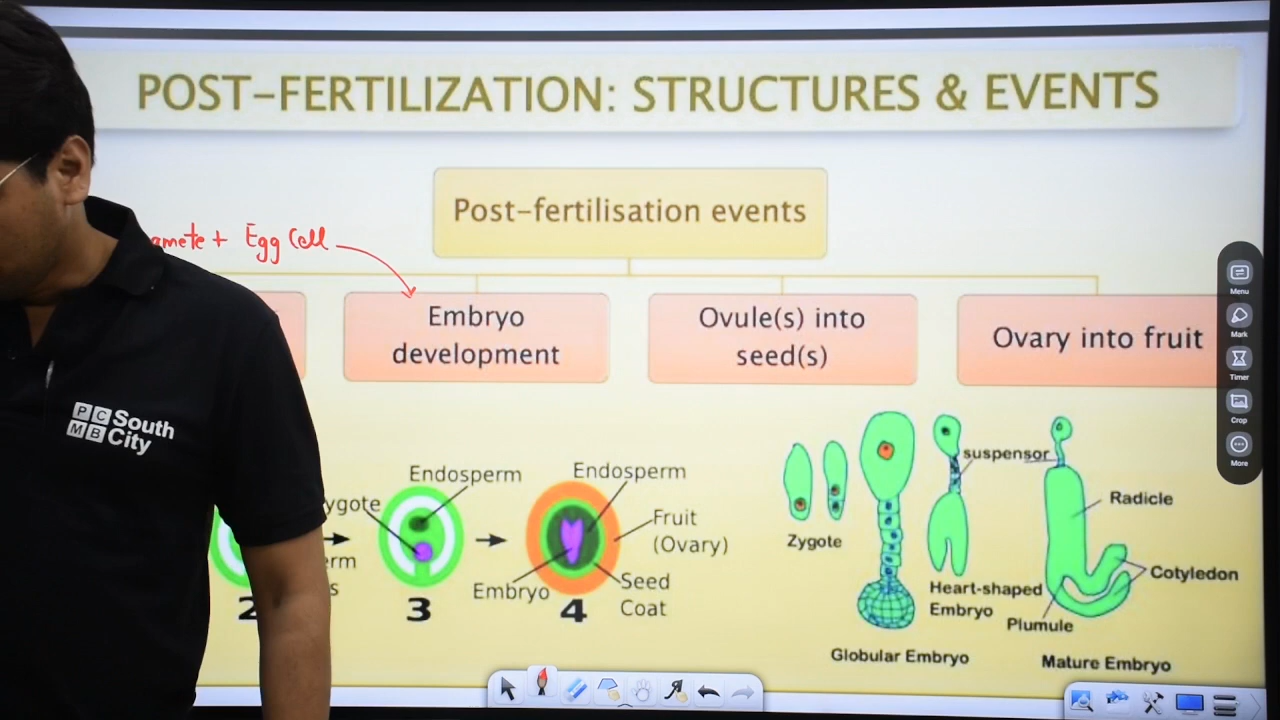 POST-FERTILIZATION: STRUCTURES & EVENTS
Post-fertilisation events
amete + Egg Cell
Embryo
development
Ovule(s) into
seed(s)
Ovary into fruit
Menu
Mark
Timer
Crop
More
P C
M B
South
City
Endosperm
ygote
erm
s
2
3
Endosperm
Fruit
(Ovary)
Embryo
Seed
Coat
4
suspensor
Zygote
Radicle
Heart-shaped
Embryo
Cotyledon
Plumule
Globular Embryo
Mature Embryo